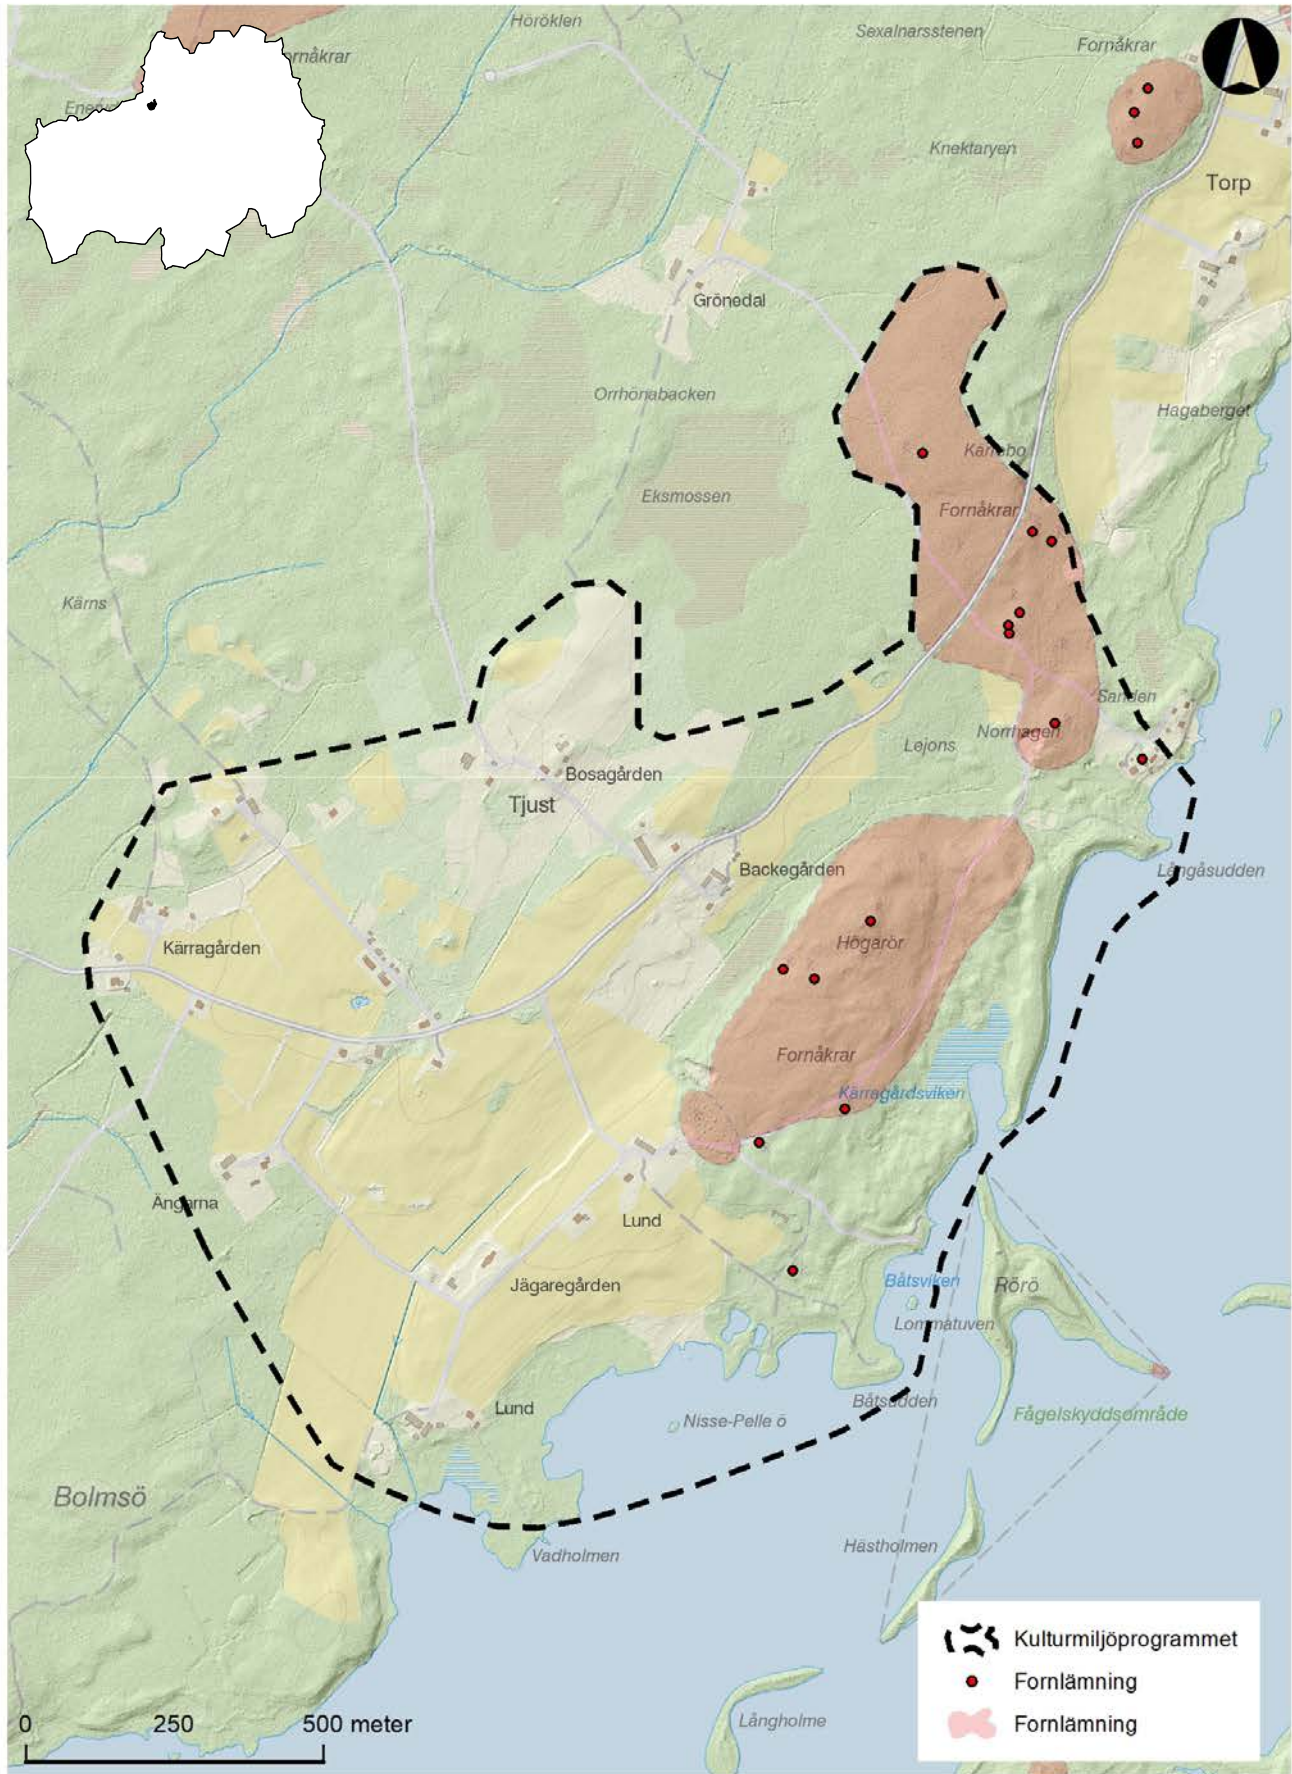 Höröklen
Sexalnarsstenen
Fornåkrar
Knektaryen
Torp
Grönedal
Orrhönabacken
Hagaberget
Kärrebo
Eksmossen
Fornåkrar
Kärns
Sanden
Norrhagen
Lejons
Bosagården
Tjust
Backegården
Långåsudden
Högarör
Kärragården
Fornåkrar
Kärragårdsviken
Ängarna
Lund
Båtsviken
Rörö
Jägaregården
Lommatuven
Båtsudden
Lund
Nisse-Pelle ö
Fågelskyddsområde
Bolmsö
Hästholmen
Vadholmen
Långholme
Kulturmiljöprogrammet
Fornlämning
Fornlämning
0 250 500 meter